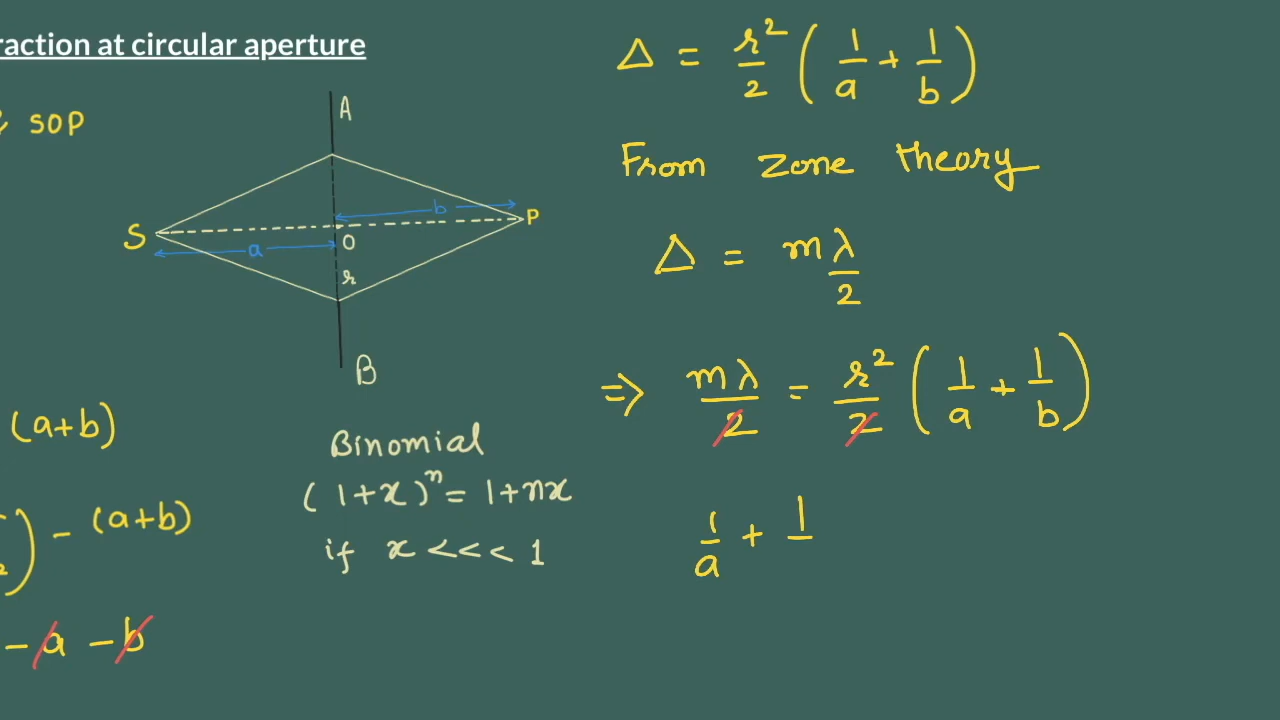 raction at circular aperture
SOP
A
S
a
b
P
O
r
B
(a+b)
- (a+b)
- a - b
Binomial
(1+x)^n = 1+nx
if x <<< 1
Δ = r²/2 (1/a + 1/b)
From zone theory
Δ = mλ/2
⇒ mλ/2 = r²/2 (1/a + 1/b)
1/a + 1